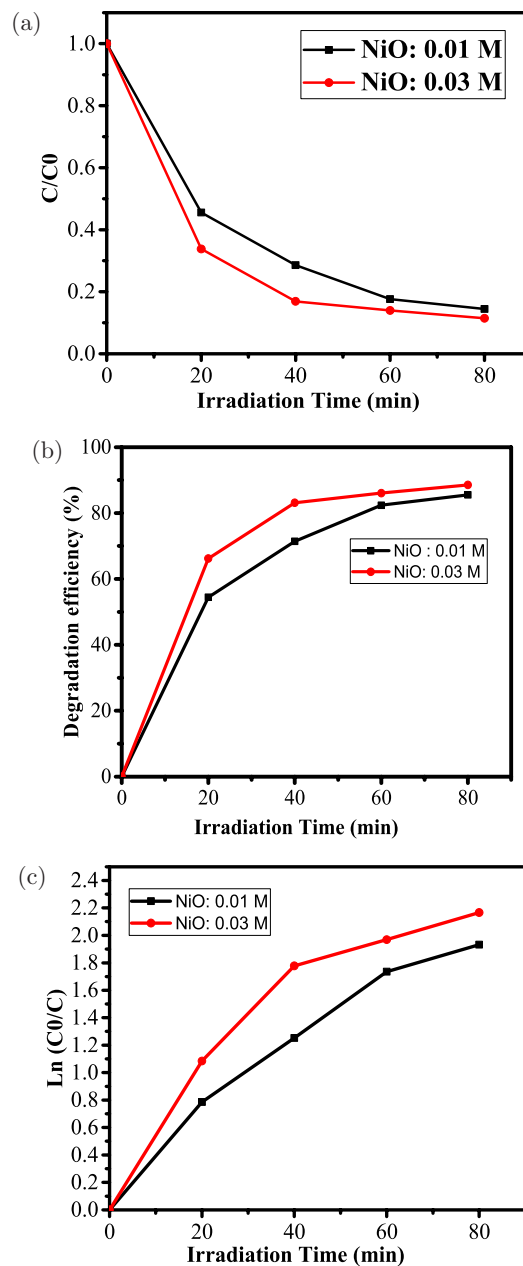 (a)
NiO: 0.01 M
NiO: 0.03 M
1.0
0.8
0.6
0.4
0.2
0.0
C/C0
0 20 40 60 80
Irradiation Time (min)
(b)
100
80
60
40
20
0
Degradation efficiency (%)
NiO : 0.01 M
NiO: 0.03 M
0 20 40 60 80
Irradiation Time (min)
(c)
2.4
2.2
2.0
1.8
1.6
1.4
1.2
1.0
0.8
0.6
0.4
0.2
0.0
Ln (C0/C)
NiO: 0.01 M
NiO: 0.03 M
0 20 40 60 80
Irradiation Time (min)